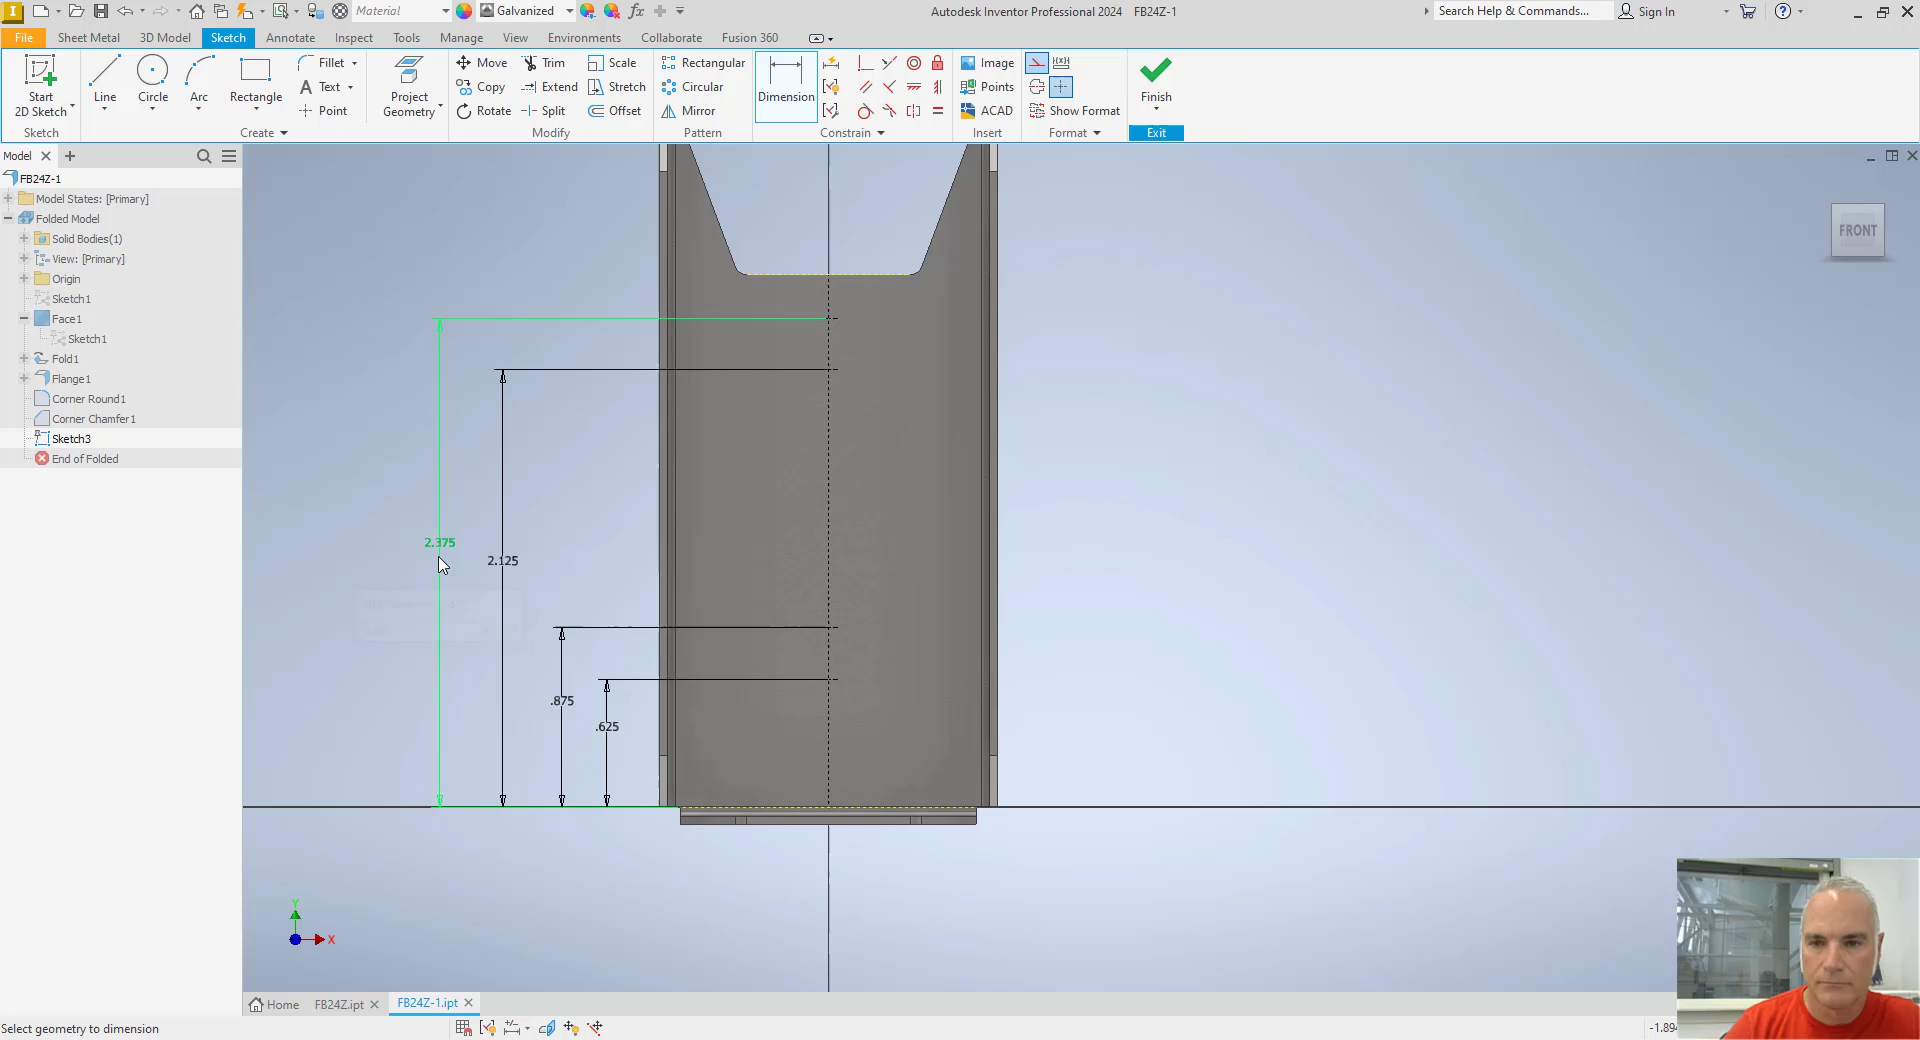 I
Material
Galvanized
fx
Autodesk Inventor Professional 2024 FB24Z-1
Search Help & Commands...
Sign In
File
Sheet Metal
3D Model
Sketch
Annotate
Inspect
Tools
Manage
View
Environments
Collaborate
Fusion 360
Start
2D Sketch
Line
Circle
Arc
Rectangle
Fillet
Text
Point
Project
Geometry
Move
Copy
Rotate
Trim
Extend
Split
Scale
Stretch
Offset
Rectangular
Circular
Mirror
Dimension
Image
Points
ACAD
Show Format
Finish
Sketch
Create
Modify
Pattern
Constrain
Insert
Format
Exit
Model
FB24Z-1
Model States: [Primary]
Folded Model
Solid Bodies(1)
View: [Primary]
Origin
Sketch1
Face1
Sketch1
Fold1
Flange1
Corner Round1
Corner Chamfer1
Sketch3
End of Folded
FRONT
2.375
2.125
.875
.625
Y
X
Home
FB24Z.ipt
FB24Z-1.ipt
Select geometry to dimension